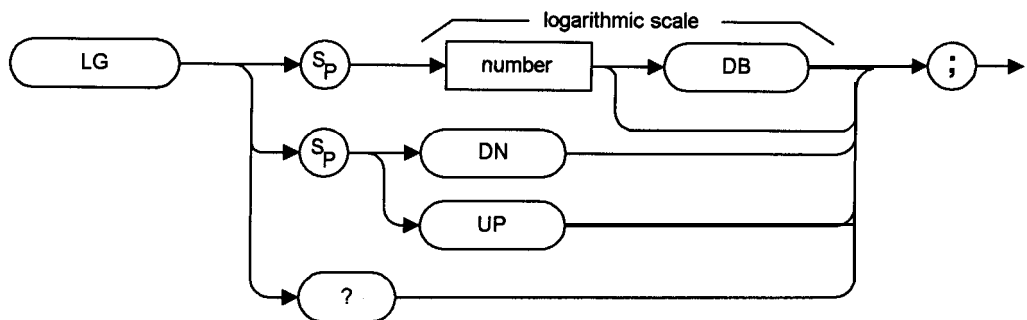 logarithmic scale
LG SP number DB ;
SP DN
UP
?